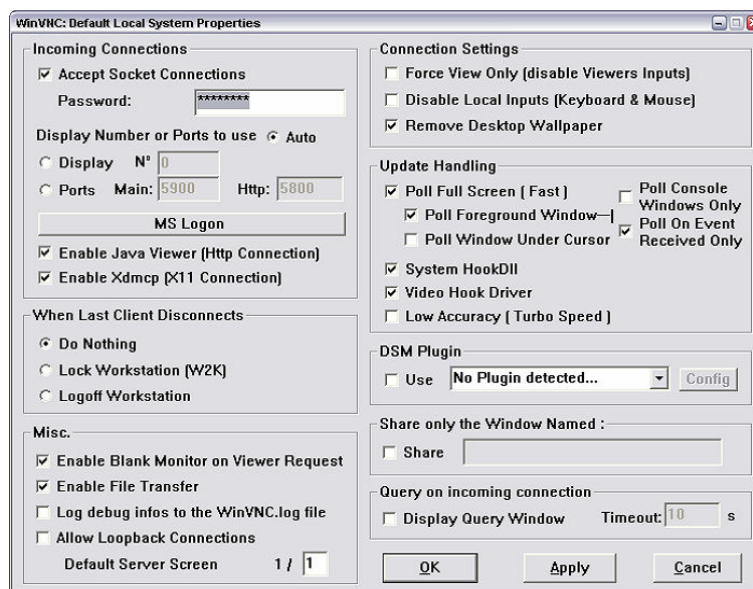 WinVNC: Default Local System Properties
Incoming Connections
Accept Socket Connections
Password: ********
Display Number or Ports to use Auto
Display N° 0
Ports Main: 5900 Http: 5800
MS Logon
Enable Java Viewer (Http Connection)
Enable Xdmcp (X11 Connection)
When Last Client Disconnects
Do Nothing
Lock Workstation (W2K)
Logoff Workstation
Misc.
Enable Blank Monitor on Viewer Request
Enable File Transfer
Log debug infos to the WinVNC.log file
Allow Loopback Connections
Default Server Screen 1 / 1
Connection Settings
Force View Only (disable Viewers Inputs)
Disable Local Inputs (Keyboard & Mouse)
Remove Desktop Wallpaper
Update Handling
Poll Full Screen ( Fast )
Poll Foreground Window
Poll Window Under Cursor
Poll Console
Windows Only
Poll On Event
Received Only
System HookDll
Video Hook Driver
Low Accuracy ( Turbo Speed )
DSM Plugin
Use No Plugin detected... Config
Share only the Window Named :
Share
Query on incoming connection
Display Query Window Timeout: 10 s
OK Apply Cancel